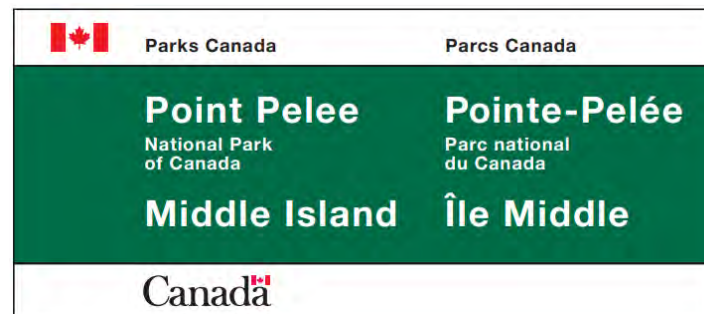 Parks Canada
Parcs Canada
Point Pelee
National Park
of Canada
Middle Island
Pointe-Pelée
Parc national
du Canada
Île Middle
Canada